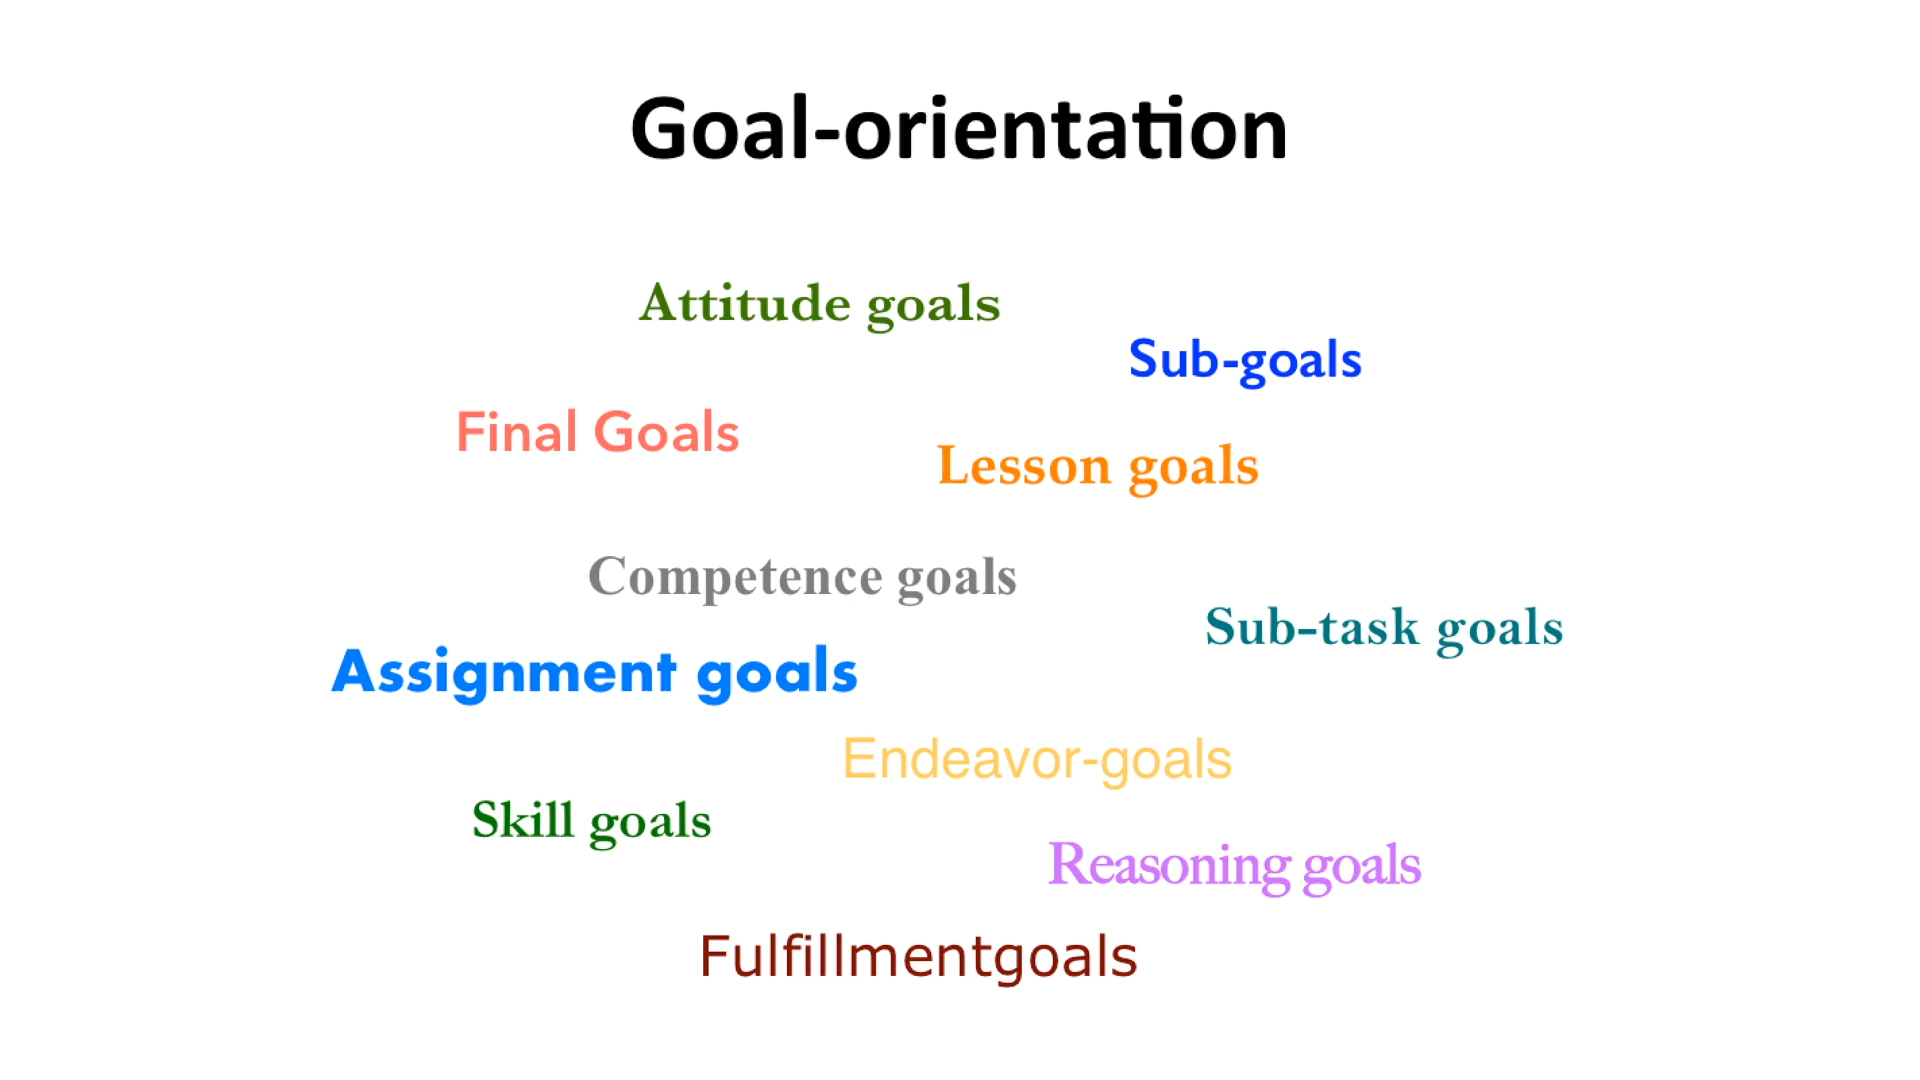 Goal-orientation
Attitude goals
Sub-goals
Final Goals
Lesson goals
Competence goals
Sub-task goals
Assignment goals
Endeavor-goals
Skill goals
Reasoning goals
Fulfillmentgoals